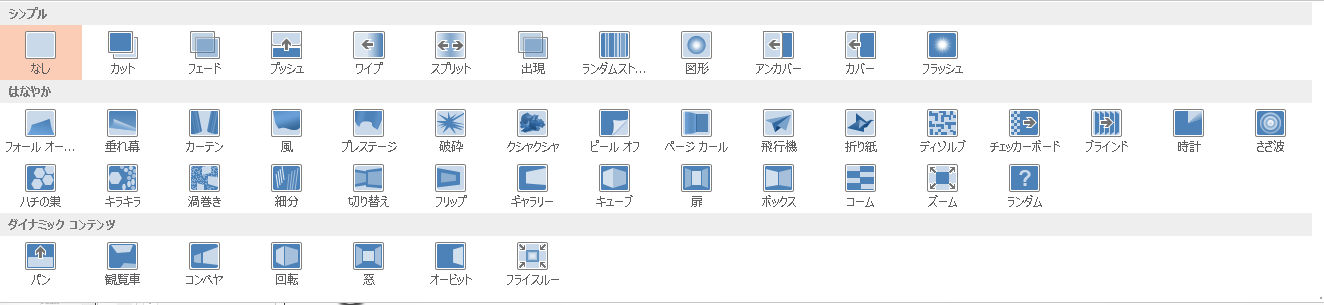 シンプル
なし カット フェード プッシュ ワイプ スプリット 出現 ランダムスト... 図形 アンカバー カバー フラッシュ
はなやか
フォール オー... 垂れ幕 カーテン 風 プレステージ 破砕 クシャクシャ ピール オフ ページ カール 飛行機 折り紙 ディゾルブ チェッカーボード ブラインド 時計 さざ波
ハチの巣 キラキラ 渦巻き 細分 切り替え フリップ ギャラリー キューブ 扉 ボックス コーム ズーム ランダム
ダイナミック コンテンツ
パン 観覧車 コンベヤ 回転 窓 オービット フライスルー